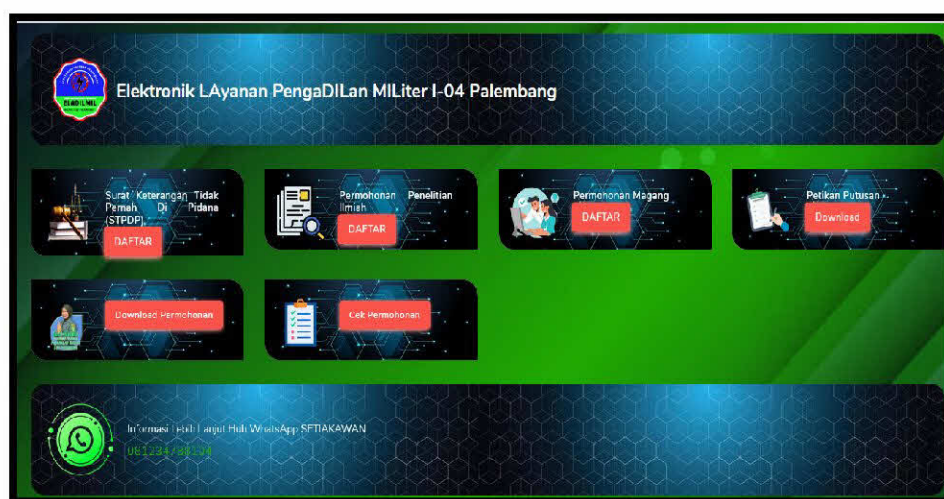 ELADILMIL
Elektronik LAyanan PengaDILan MILiter I-04 Palembang
Surat Keterangan Tidak
Pernah Di Pidana
(STPDP)
DAFTAR
Permohonan Penelitian
Ilmiah
DAFTAR
Permohonan Magang
DAFTAR
Petikan Putusan
Download
Download Permohonan
Cek Permohonan
Informasi Lebih Lanjut Hub WhatsApp SETIAKAWAN